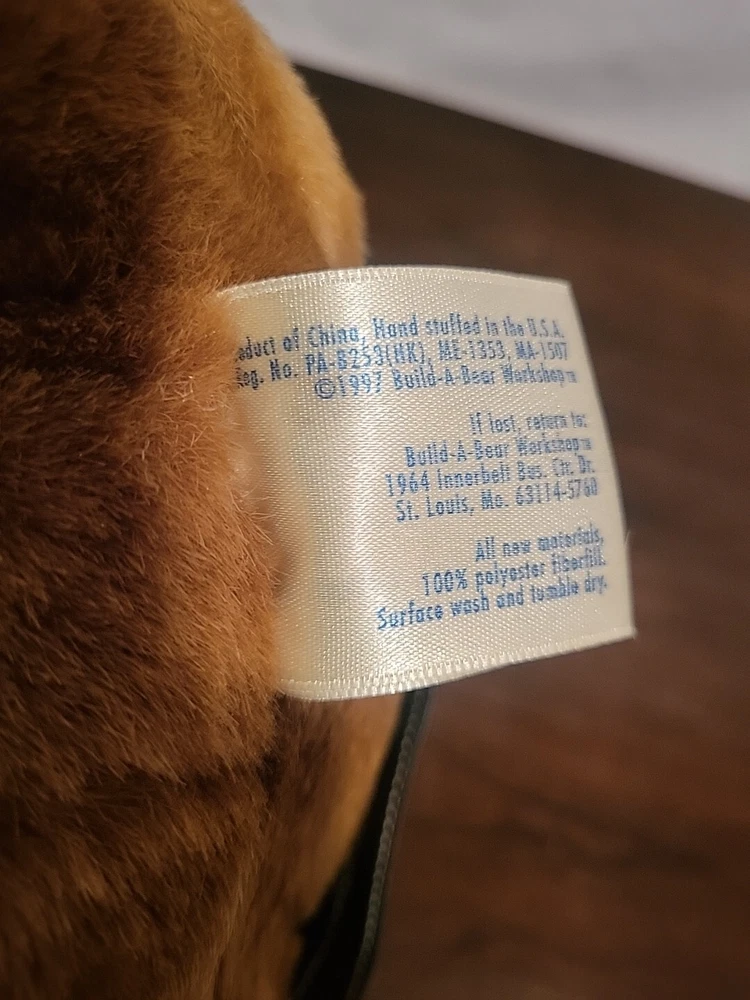 oduct of China, Hand stuffed in the U.S.A.
eg. No. PA-8253(HK), ME-1353, MA-1507
©1997 Build-A-Bear Workshop™
If lost, return to:
Build-A-Bear Workshop™
1964 Innerbelt Bus. Ctr. Dr.
St. Louis, Mo. 63114-5760
All new materials,
100% polyester fiberfill.
Surface wash and tumble dry.